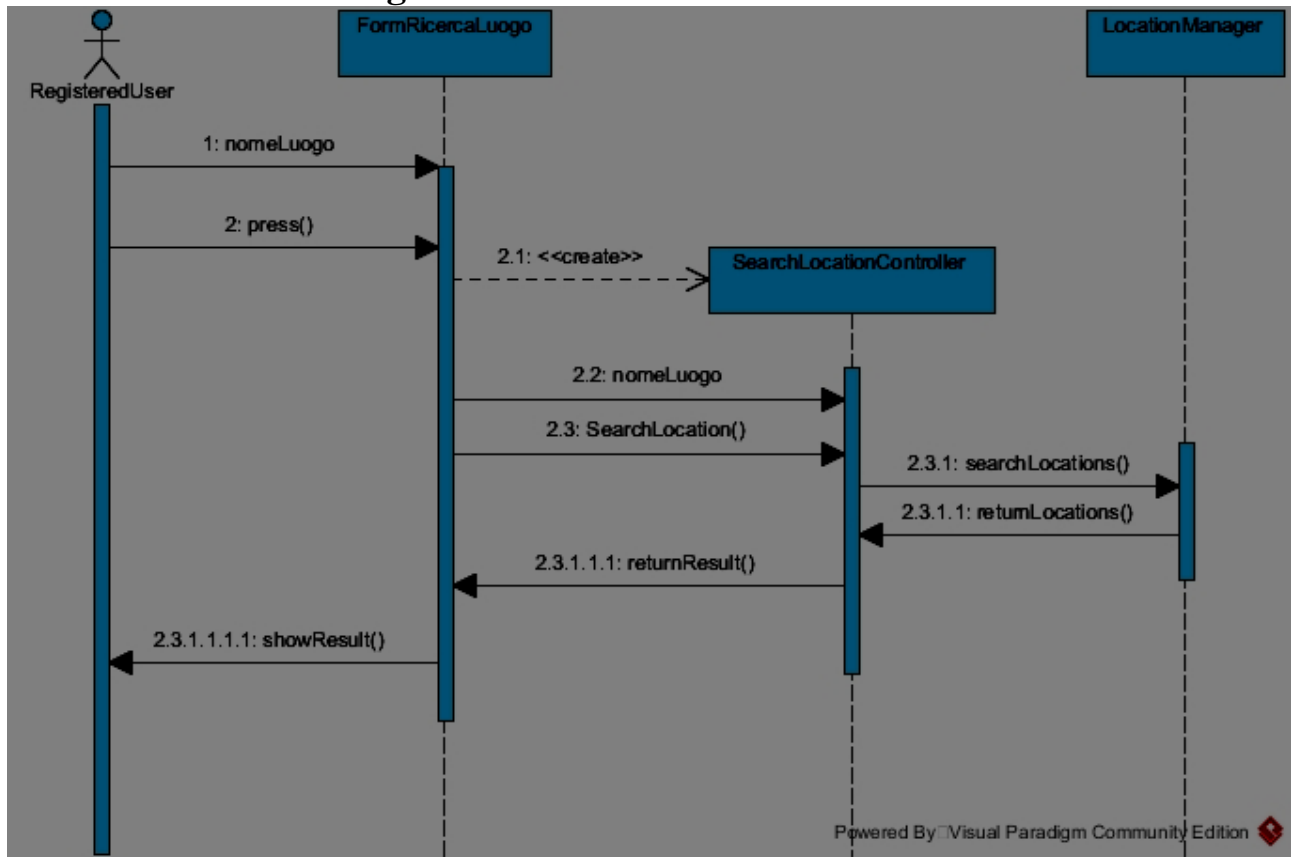 FormRicercaLuogo
LocationManager
RegisteredUser
1: nomeLuogo
2: press()
2.1: <<create>>
SearchLocationController
2.2: nomeLuogo
2.3: SearchLocation()
2.3.1: searchLocations()
2.3.1.1: returnLocations()
2.3.1.1.1: returnResult()
2.3.1.1.1.1: showResult()
Powered By Visual Paradigm Community Edition